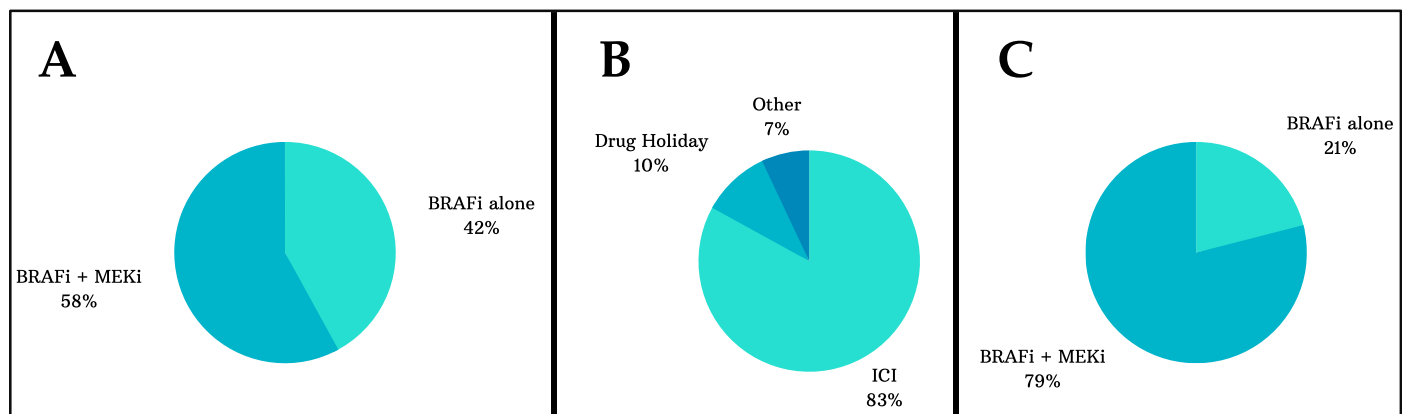 A
BRAFi alone
42%
BRAFi + MEKi
58%
B
Other
7%
Drug Holiday
10%
ICI
83%
C
BRAFi alone
21%
BRAFi + MEKi
79%